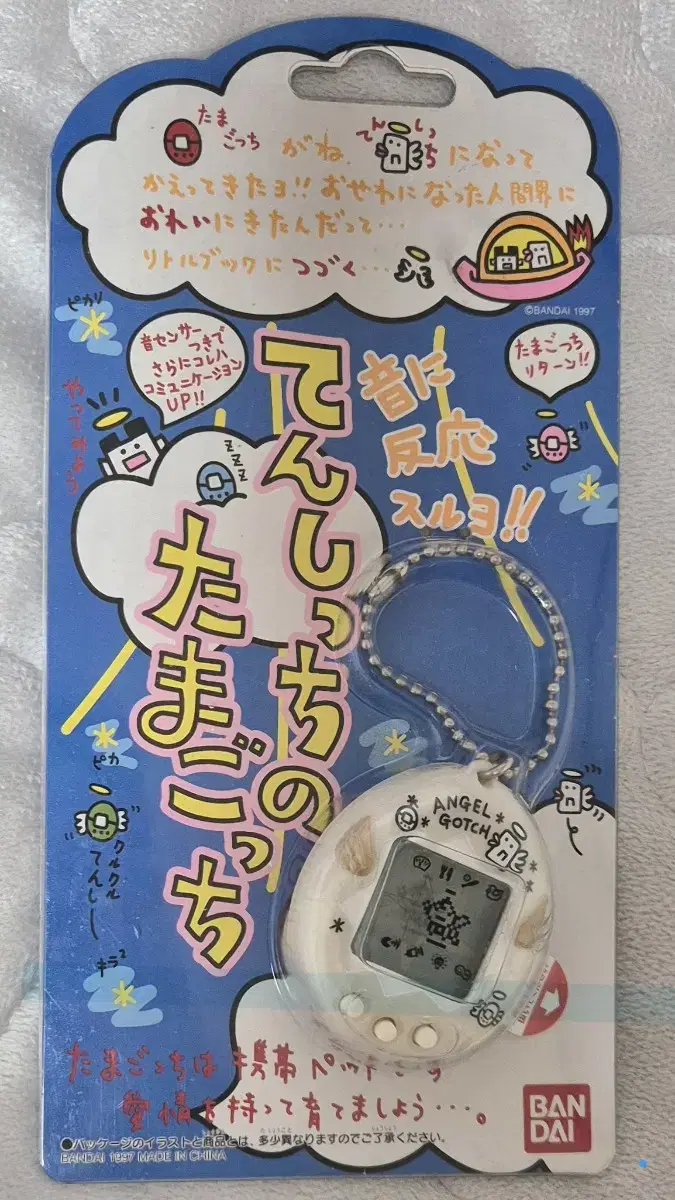 たま
ごっち
がね
てんしっち
になって
かえってきたヨ!! おせわになった人間界に
おれいにきたんだって…
リトルブックにつづく…
©BANDAI 1997
ピカリ
音センサー
つきで
さらにコレハ
コミュニケーション
UP!!
たまごっち
リターン!!
音に
反応
スルヨ!!
zzz
てんしっちの
たまごっち
ピカ
クルクル
てんしー
キラ2
ANGEL
GOTCH
たまごっちは携帯ペットです
愛情を持って育てましょう…。
●パッケージのイラストと商品とは、多少異なりますのでご了承ください。
BANDAI 1997 MADE IN CHINA
BAN
DAI